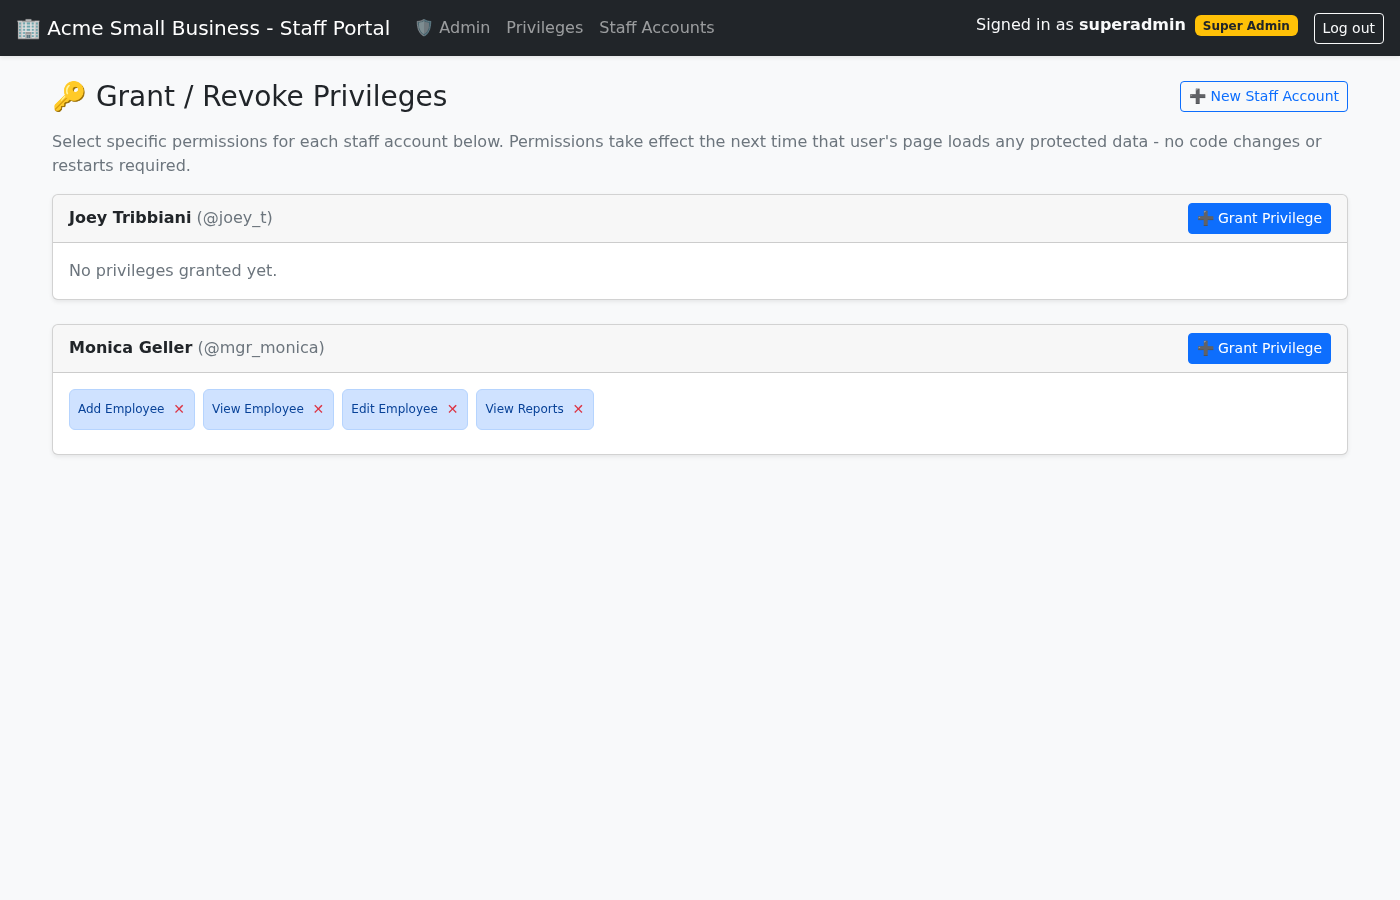 🏢 Acme Small Business - Staff Portal 🛡️ Admin Privileges Staff Accounts Signed in as superadmin Super Admin Log out
🔑 Grant / Revoke Privileges ➕ New Staff Account
Select specific permissions for each staff account below. Permissions take effect the next time that user's page loads any protected data - no code changes or
restarts required.
Joey Tribbiani (@joey_t) ➕ Grant Privilege
No privileges granted yet.
Monica Geller (@mgr_monica) ➕ Grant Privilege
Add Employee ✕ View Employee ✕ Edit Employee ✕ View Reports ✕